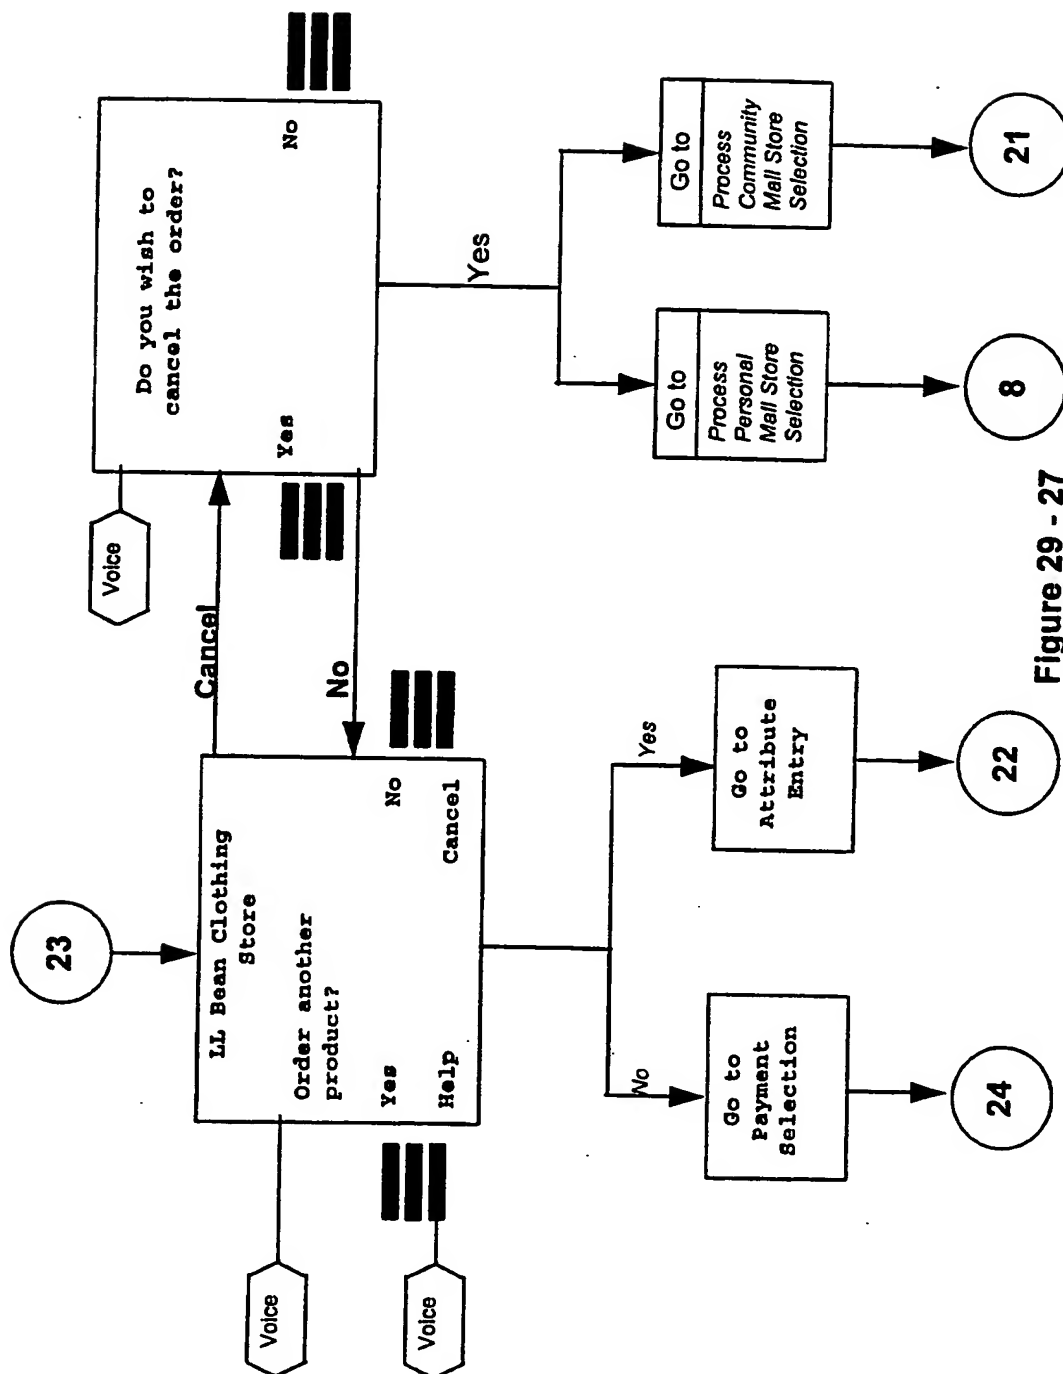 23
LL Bean Clothing
Store
Order another
product?
Yes
No
Help
Cancel
Voice
Voice
Cancel
No
Voice
Do you wish to
cancel the order?
Yes
No
No
Go to
Payment
Selection
24
Yes
Go to
Attribute
Entry
22
Yes
Go to
Process
Personal
Mall Store
Selection
8
Go to
Process
Community
Mall Store
Selection
21
Figure 29 - 27